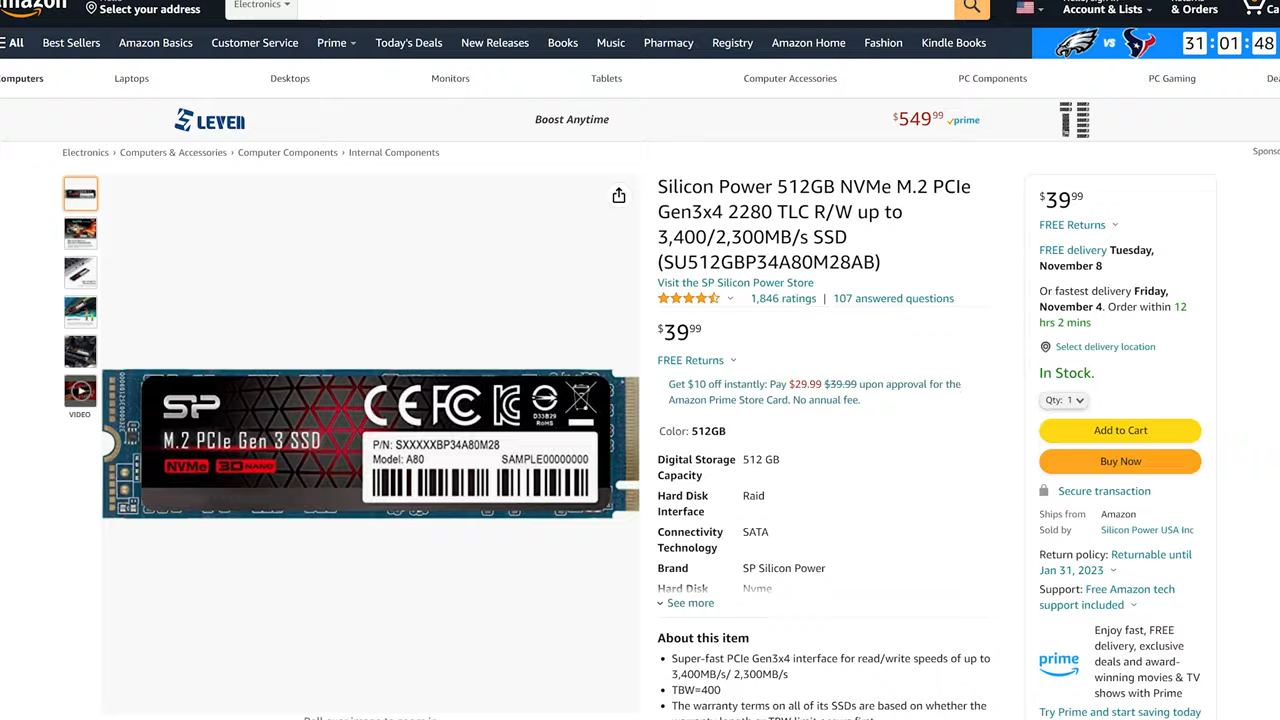 amazon
Select your address
Electronics
Account & Lists
& Orders
All Best Sellers Amazon Basics Customer Service Prime Today's Deals New Releases Books Music Pharmacy Registry Amazon Home Fashion Kindle Books VS 31:01:48
omputers Laptops Desktops Monitors Tablets Computer Accessories PC Components PC Gaming
LEVEN Boost Anytime $549 99 prime
Electronics › Computers & Accessories › Computer Components › Internal Components
Sponso
Silicon Power 512GB NVMe M.2 PCIe
Gen3x4 2280 TLC R/W up to
3,400/2,300MB/s SSD
(SU512GBP34A80M28AB)
Visit the SP Silicon Power Store
1,846 ratings | 107 answered questions
$39 99
FREE Returns
Get $10 off instantly: Pay $29.99 $39.99 upon approval for the
Amazon Prime Store Card. No annual fee.
Color: 512GB
Digital Storage Capacity 512 GB
Hard Disk Interface Raid
Connectivity Technology SATA
Brand SP Silicon Power
Hard Disk Nvme
See more
About this item
• Super-fast PCIe Gen3x4 interface for read/write speeds of up to
3,400MB/s/ 2,300MB/s
• TBW=400
• The warranty terms on all of its SSDs are based on whether the
VIDEO
SP
M.2 PCIe Gen 3 SSD
NVMe 3D NAND
CE FC K
D33B29
RoHS
P/N: SXXXXXBP34A80M28
Model: A80 SAMPLE00000000
$39 99
FREE Returns
FREE delivery Tuesday,
November 8
Or fastest delivery Friday,
November 4. Order within 12
hrs 2 mins
Select delivery location
In Stock.
Qty: 1
Add to Cart
Buy Now
Secure transaction
Ships from Amazon
Sold by Silicon Power USA Inc
Return policy: Returnable until
Jan 31, 2023
Support: Free Amazon tech
support included
prime
Enjoy fast, FREE
delivery, exclusive
deals and award-
winning movies & TV
shows with Prime
Try Prime and start saving today